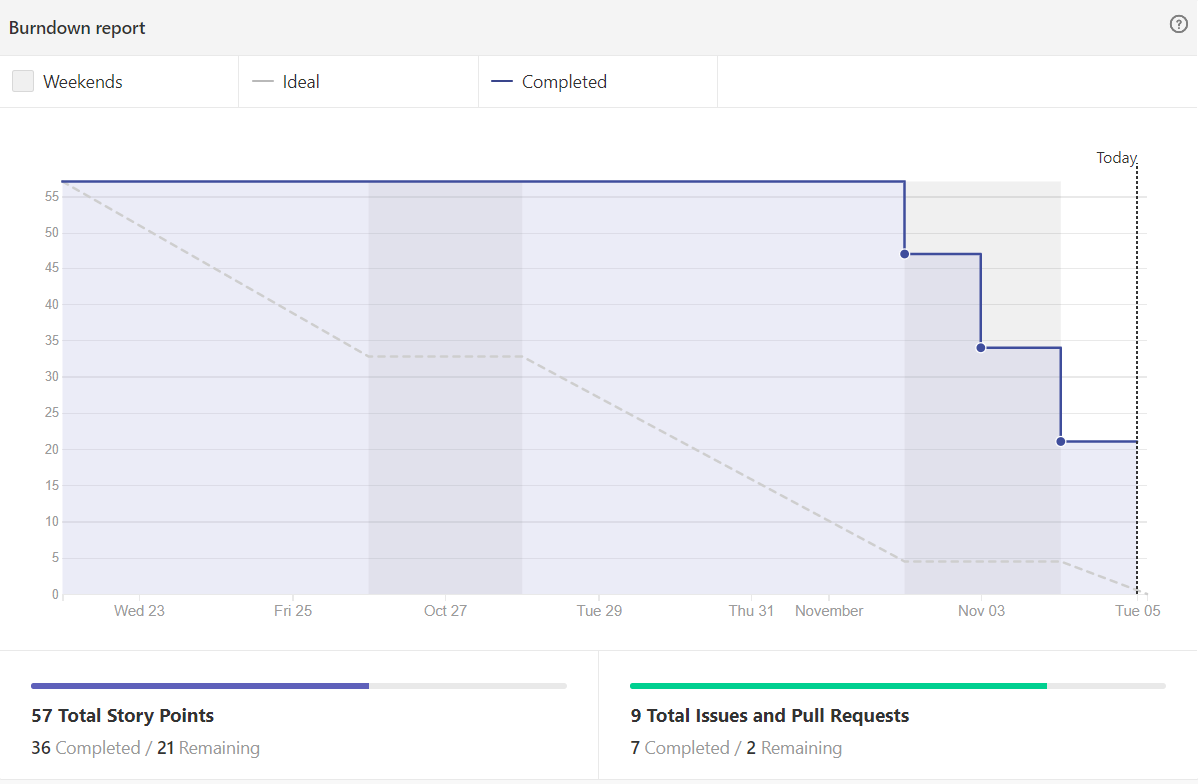 Burndown report
Weekends
Ideal
Completed
Today
55
50
45
40
35
30
25
20
15
10
5
0
Wed 23 Fri 25 Oct 27 Tue 29 Thu 31 November Nov 03 Tue 05
57 Total Story Points
36 Completed / 21 Remaining
9 Total Issues and Pull Requests
7 Completed / 2 Remaining